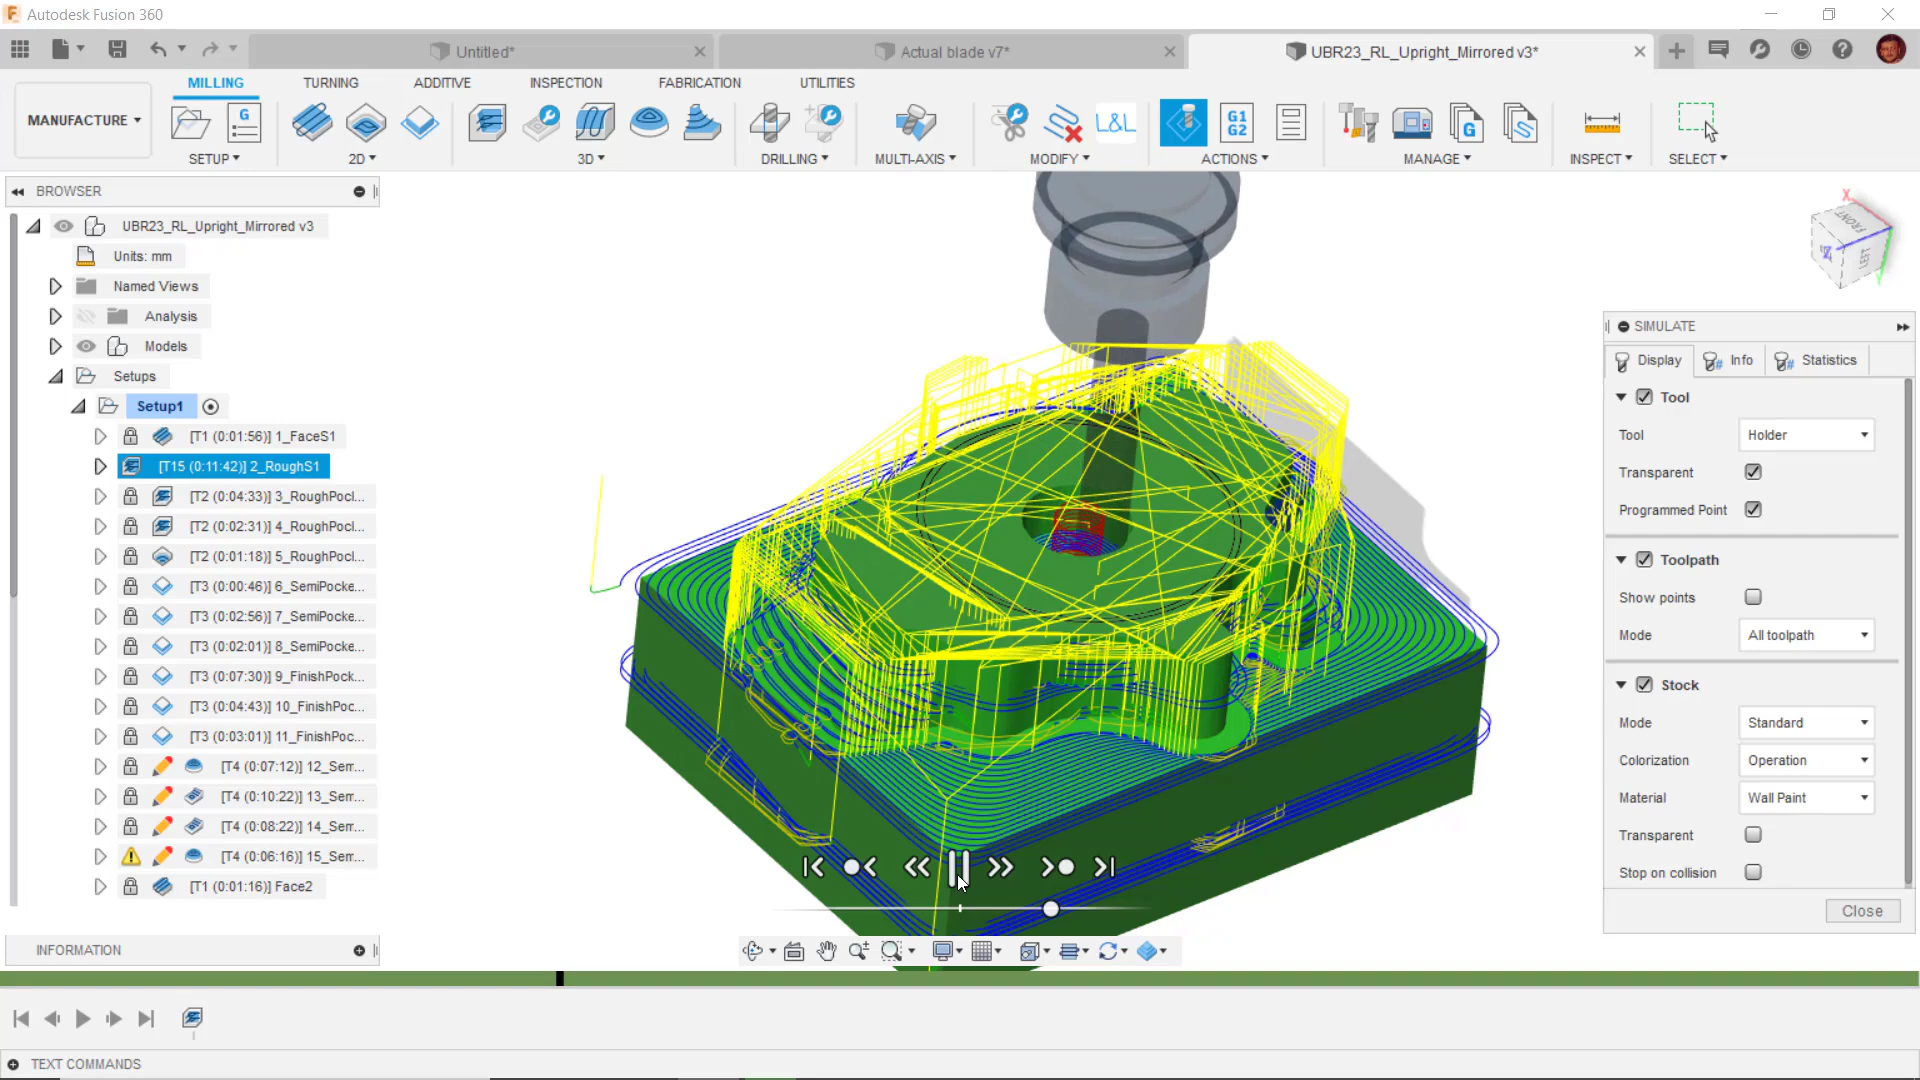 Autodesk Fusion 360
Untitled*
Actual blade v7*
UBR23_RL_Upright_Mirrored v3*
MILLING
TURNING
ADDITIVE
INSPECTION
FABRICATION
UTILITIES
MANUFACTURE
G
G1
G2
L&L
G
SETUP
2D
3D
DRILLING
MULTI-AXIS
MODIFY
ACTIONS
MANAGE
INSPECT
SELECT
BROWSER
UBR23_RL_Upright_Mirrored v3
Units: mm
Named Views
Analysis
Models
Setups
Setup1
[T1 (0:01:56)] 1_FaceS1
[T15 (0:11:42)] 2_RoughS1
[T2 (0:04:33)] 3_RoughPocl...
[T2 (0:02:31)] 4_RoughPocl...
[T2 (0:01:18)] 5_RoughPocl...
[T3 (0:00:46)] 6_SemiPocke...
[T3 (0:02:56)] 7_SemiPocke...
[T3 (0:02:01)] 8_SemiPocke...
[T3 (0:07:30)] 9_FinishPock...
[T3 (0:04:43)] 10_FinishPoc...
[T3 (0:03:01)] 11_FinishPoc...
[T4 (0:07:12)] 12_Sem...
[T4 (0:10:22)] 13_Sem...
[T4 (0:08:22)] 14_Sem...
[T4 (0:06:16)] 15_Sem...
[T1 (0:01:16)] Face2
INFORMATION
X
FRONT
LEFT
Z
Y
SIMULATE
Display
Info
Statistics
Tool
Tool
Holder
Transparent
Programmed Point
Toolpath
Show points
Mode
All toolpath
Stock
Mode
Standard
Colorization
Operation
Material
Wall Paint
Transparent
Stop on collision
Close
TEXT COMMANDS